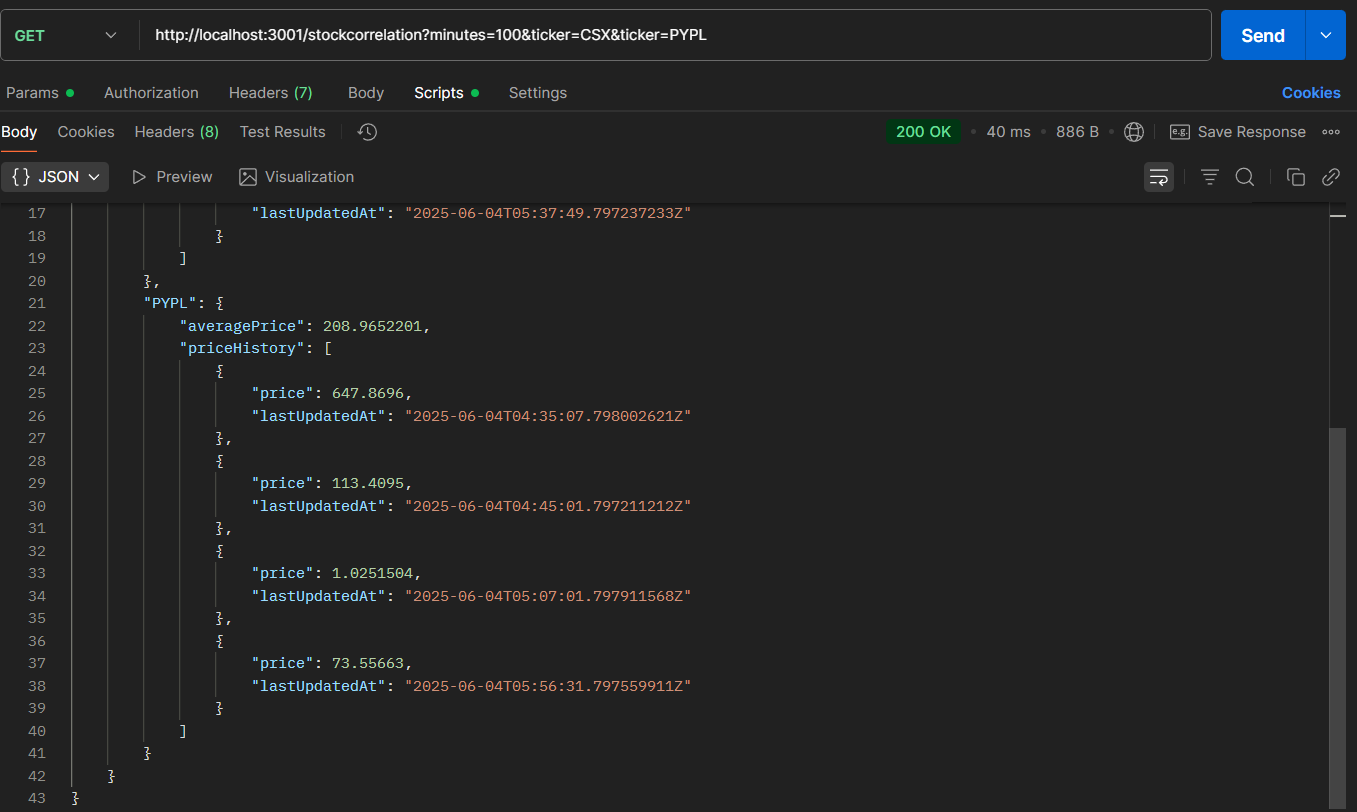 GET http://localhost:3001/stockcorrelation?minutes=100&ticker=CSX&ticker=PYPL Send
Params Authorization Headers (7) Body Scripts Settings Cookies
Body Cookies Headers (8) Test Results 200 OK • 40 ms • 886 B • e.g. Save Response
{} JSON Preview Visualization
17 "lastUpdatedAt": "2025-06-04T05:37:49.797237233Z"
18 }
19 ]
20 },
21 "PYPL": {
22 "averagePrice": 208.9652201,
23 "priceHistory": [
24 {
25 "price": 647.8696,
26 "lastUpdatedAt": "2025-06-04T04:35:07.798002621Z"
27 },
28 {
29 "price": 113.4095,
30 "lastUpdatedAt": "2025-06-04T04:45:01.797211212Z"
31 },
32 {
33 "price": 1.0251504,
34 "lastUpdatedAt": "2025-06-04T05:07:01.797911568Z"
35 },
36 {
37 "price": 73.55663,
38 "lastUpdatedAt": "2025-06-04T05:56:31.797559911Z"
39 }
40 ]
41 }
42 }
43 }